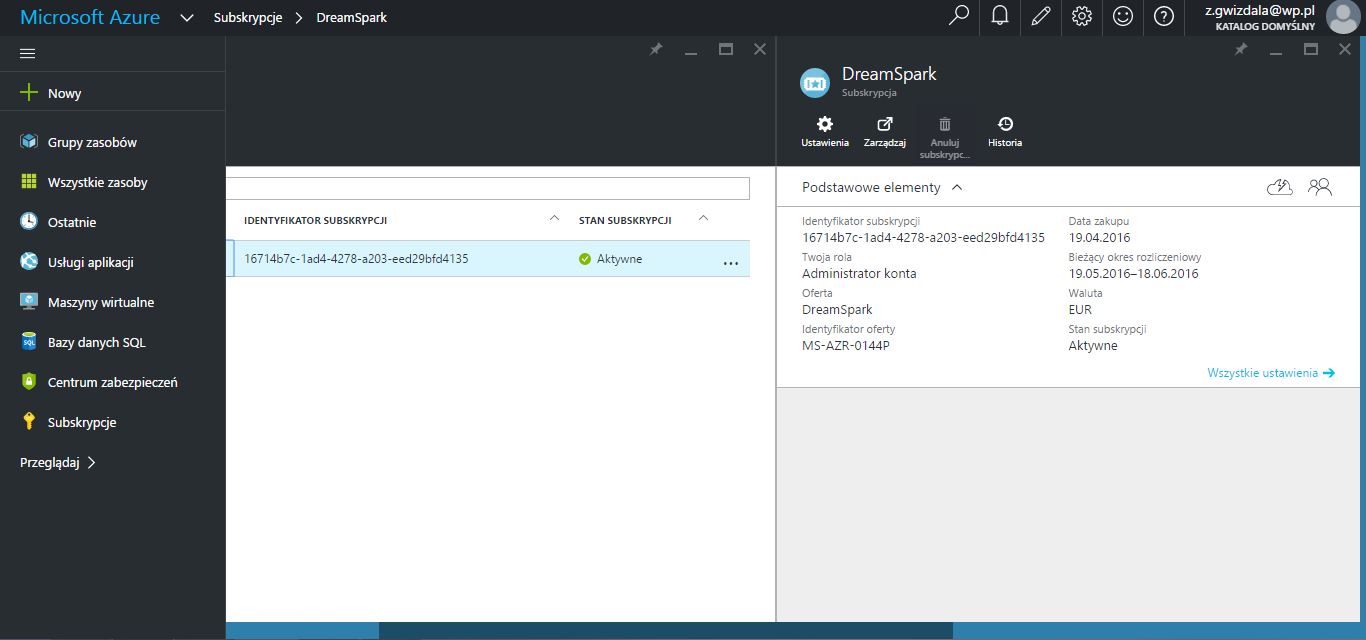 Microsoft Azure
Subskrypcje
DreamSpark
z.gwizdala@wp.pl
KATALOG DOMYŚLNY
Nowy
Grupy zasobów
Wszystkie zasoby
Ostatnie
Usługi aplikacji
Maszyny wirtualne
SQL
Bazy danych SQL
Centrum zabezpieczeń
Subskrypcje
Przeglądaj
IDENTYFIKATOR SUBSKRYPCJI
STAN SUBSKRYPCJI
16714b7c-1ad4-4278-a203-eed29bfd4135
Aktywne
...
DreamSpark
Subskrypcja
Ustawienia
Zarządzaj
Anuluj
subskrypc...
Historia
Podstawowe elementy
Identyfikator subskrypcji
16714b7c-1ad4-4278-a203-eed29bfd4135
Twoja rola
Administrator konta
Oferta
DreamSpark
Identyfikator oferty
MS-AZR-0144P
Data zakupu
19.04.2016
Bieżący okres rozliczeniowy
19.05.2016–18.06.2016
Waluta
EUR
Stan subskrypcji
Aktywne
Wszystkie ustawienia